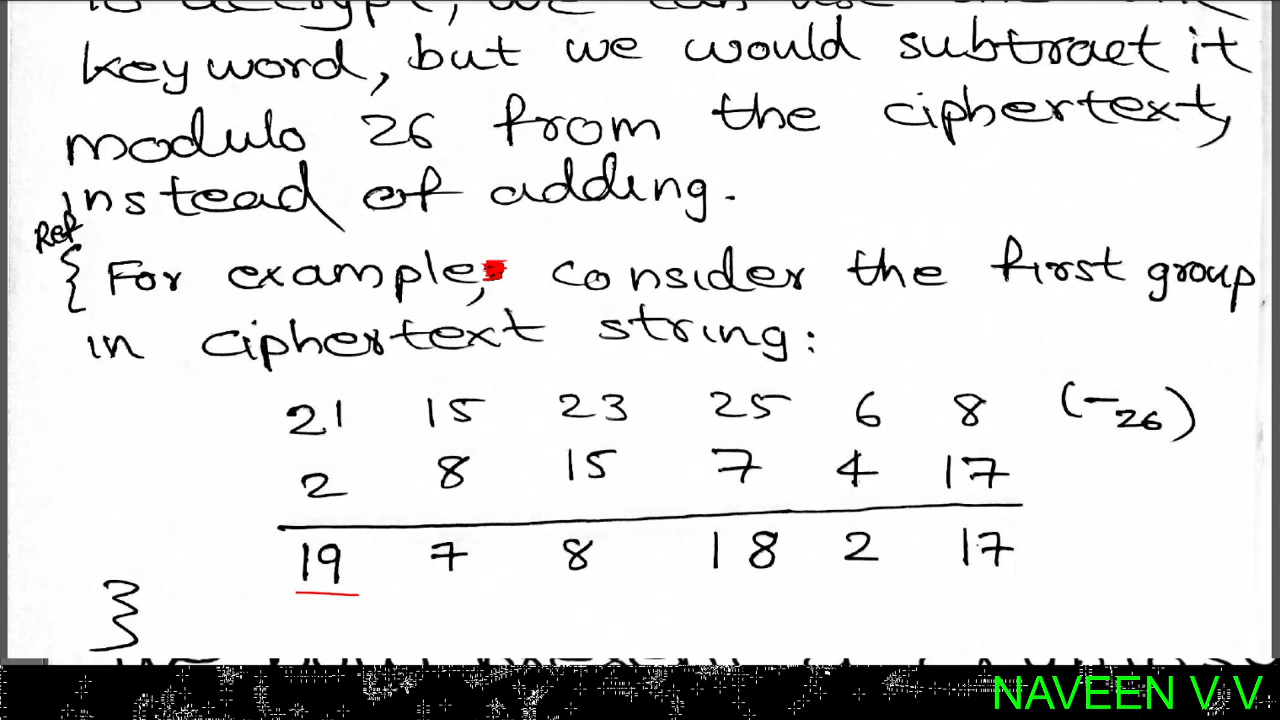 keyword, but we would subtract it
modulo 26 from the ciphertext,
instead of adding.
Ref
{ For example, consider the first group
in ciphertext string:
21 15 23 25 6 8 (-26)
2 8 15 7 4 17
19 7 8 18 2 17
}
NAVEEN V V